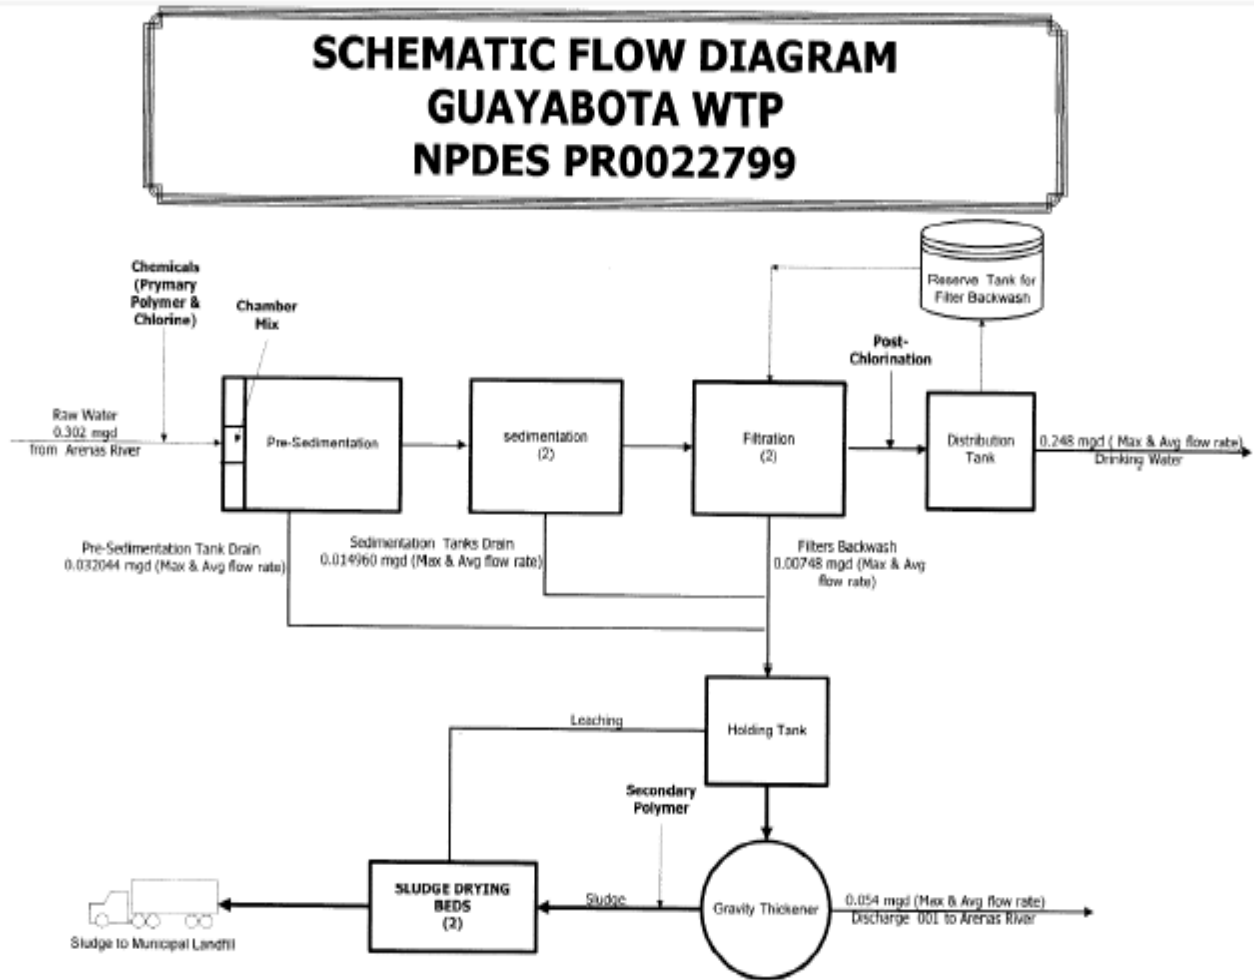 SCHEMATIC FLOW DIAGRAM
GUAYABOTA WTP
NPDES PR0022799
Reserve Tank for
Filter Backwash
Chemicals
(Prymary
Polymer &
Chlorine)
Chamber
Mix
Post-
Chlorination
Raw Water
0.302 mgd
from Arenas River
Pre-Sedimentation
sedimentation
(2)
Filtration
(2)
Distribution
Tank
0.248 mgd ( Max & Avg flow rate)
Drinking Water
Pre-Sedimentation Tank Drain
0.032044 mgd (Max & Avg flow rate)
Sedimentation Tanks Drain
0.014960 mgd (Max & Avg flow rate)
Filters Backwash
0.00748 mgd (Max & Avg
flow rate)
Leaching
Holding Tank
Secondary
Polymer
SLUDGE DRYING
BEDS
(2)
Sludge
Gravity Thickener
0.054 mgd (Max & Avg flow rate)
Discharge 001 to Arenas River
Sludge to Municipal Landfill